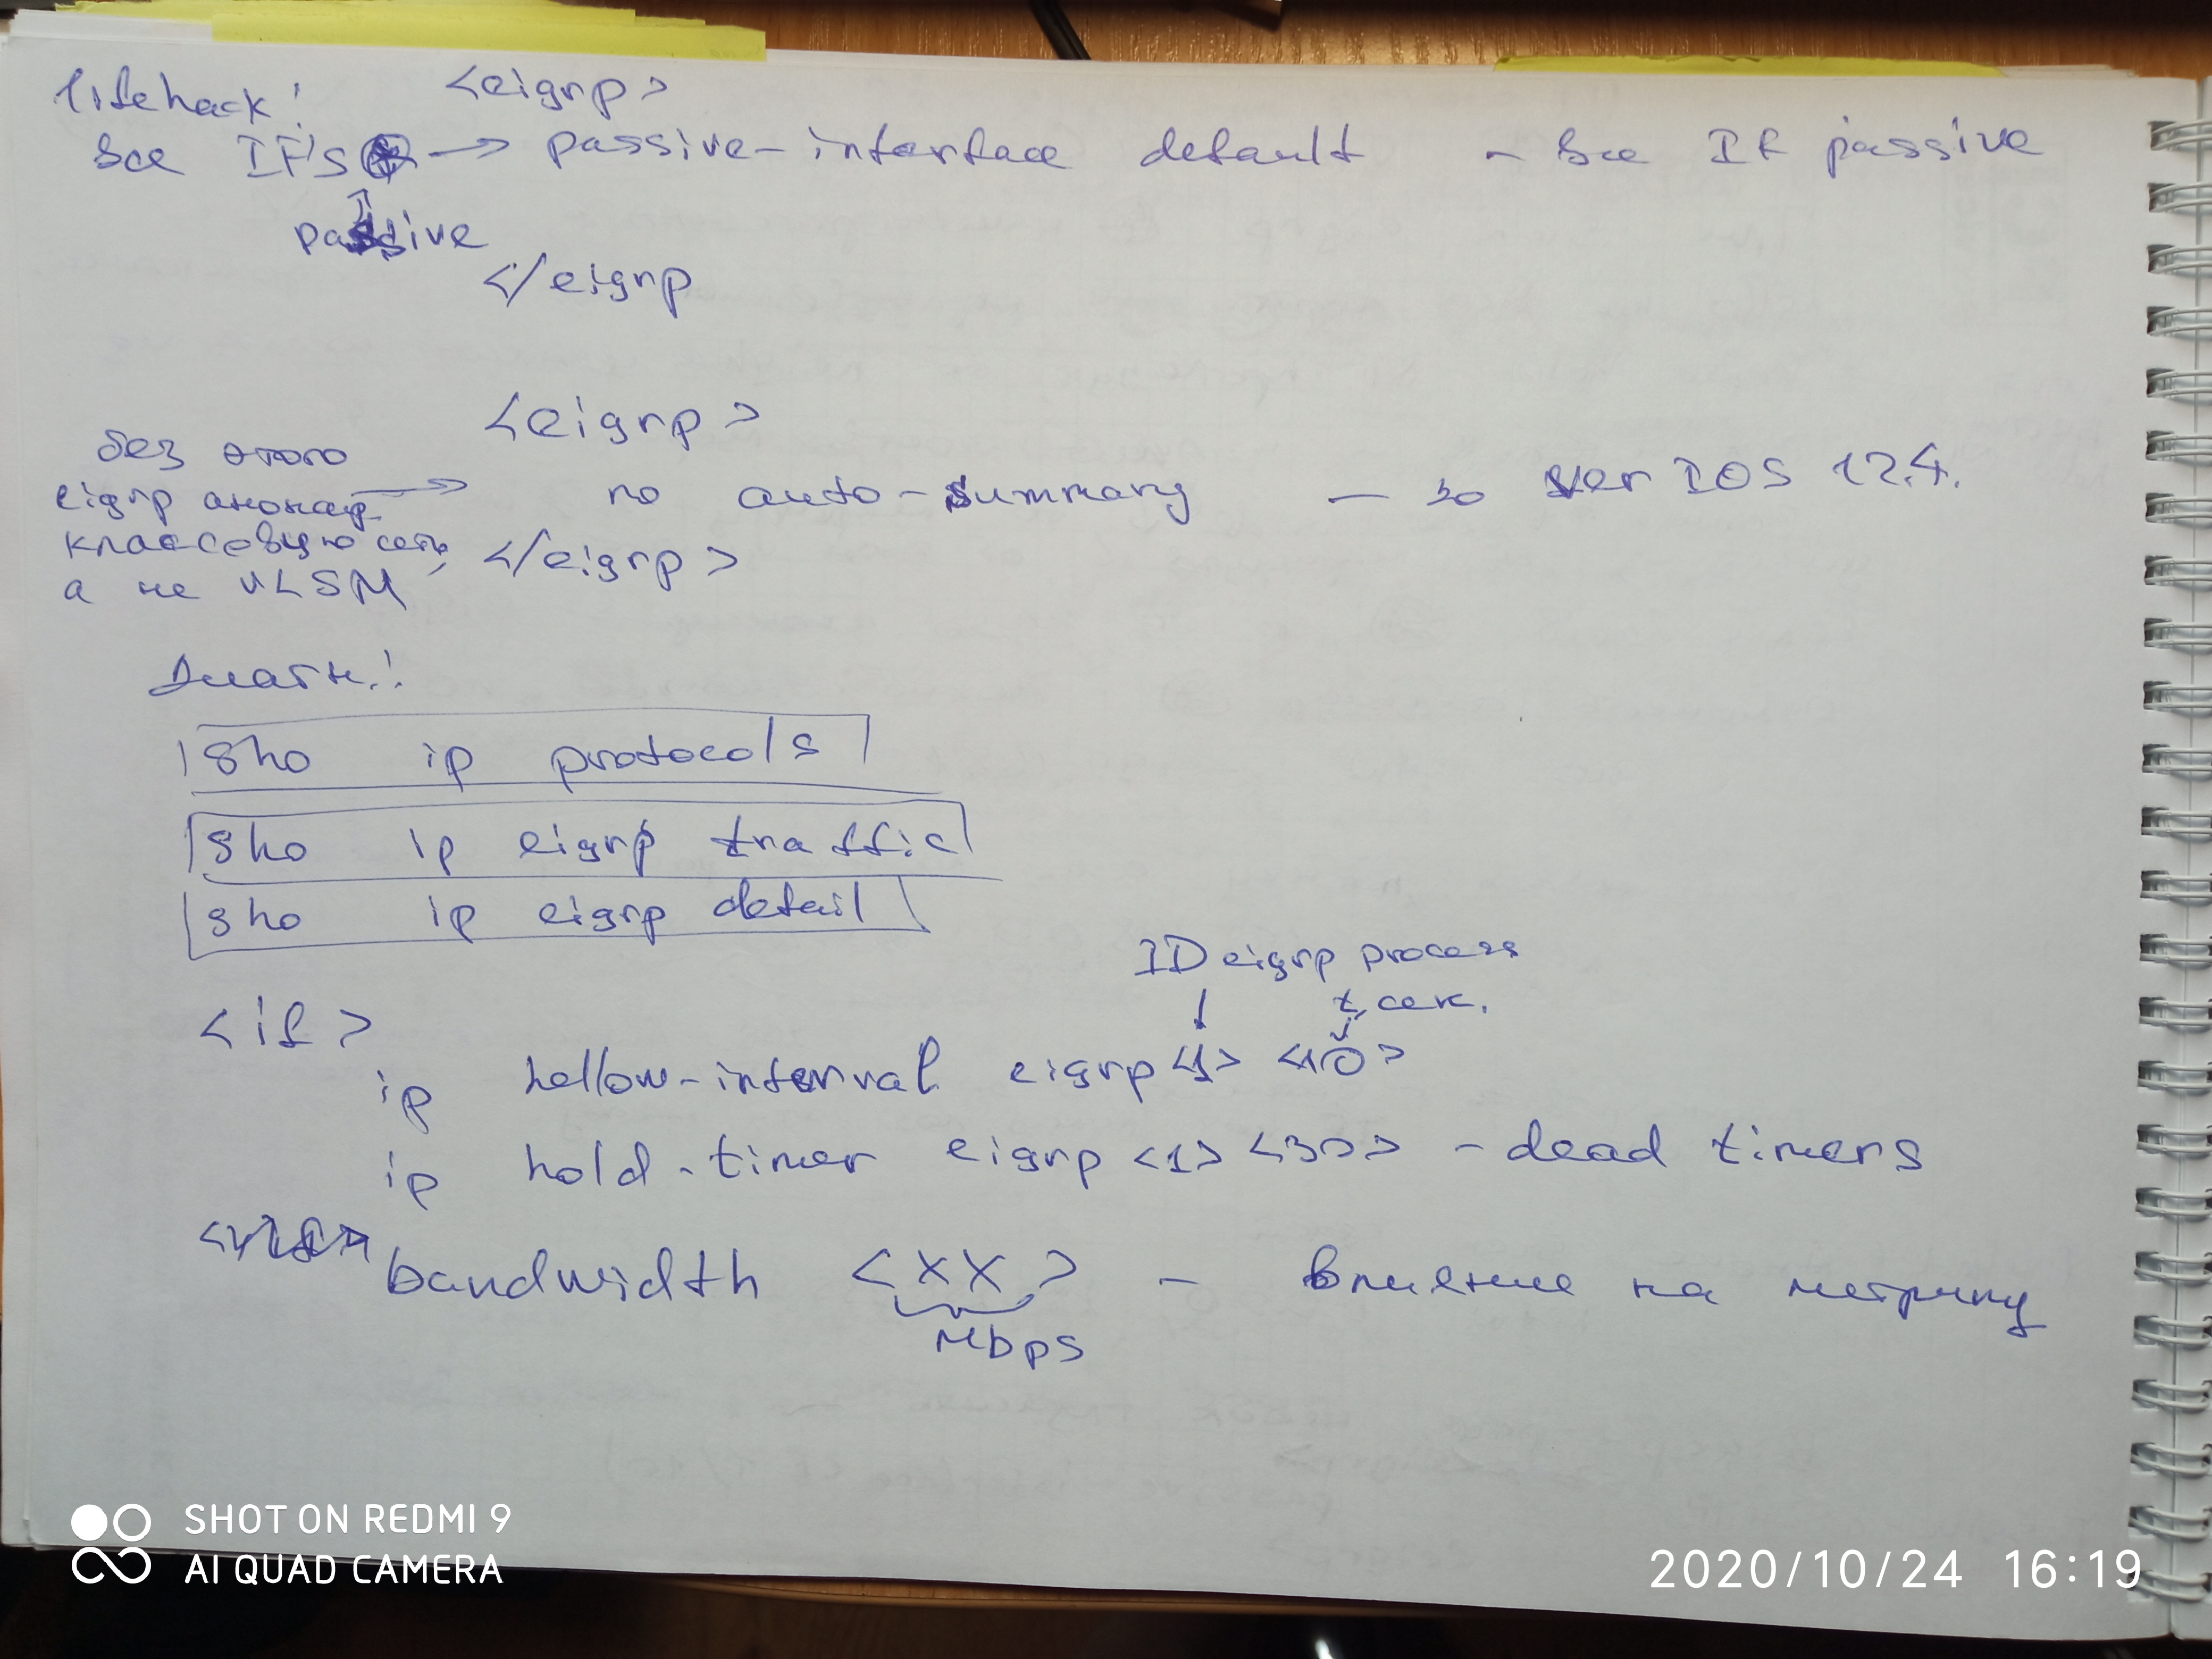 lifehack! <eigrp>
все IF'S → passive-interface default - все IF passive
passive
</eigrp
<eigrp>
без этого
eigrp анонсир. → no auto-summary — до ver IOS 12.4.
классовую сеть,
а не VLSM </eigrp>
Диагн.!
sho ip protocols
sho ip eigrp traffic
sho ip eigrp detail
ID eigrp process
↓ t, сек.
<if>
ip hellow-interval eigrp <1> <10>
ip hold-timer eigrp <1> <30> - dead timers
bandwidth <XX> - влияние на метрику
Mbps
SHOT ON REDMI 9
AI QUAD CAMERA
2020/10/24 16:19